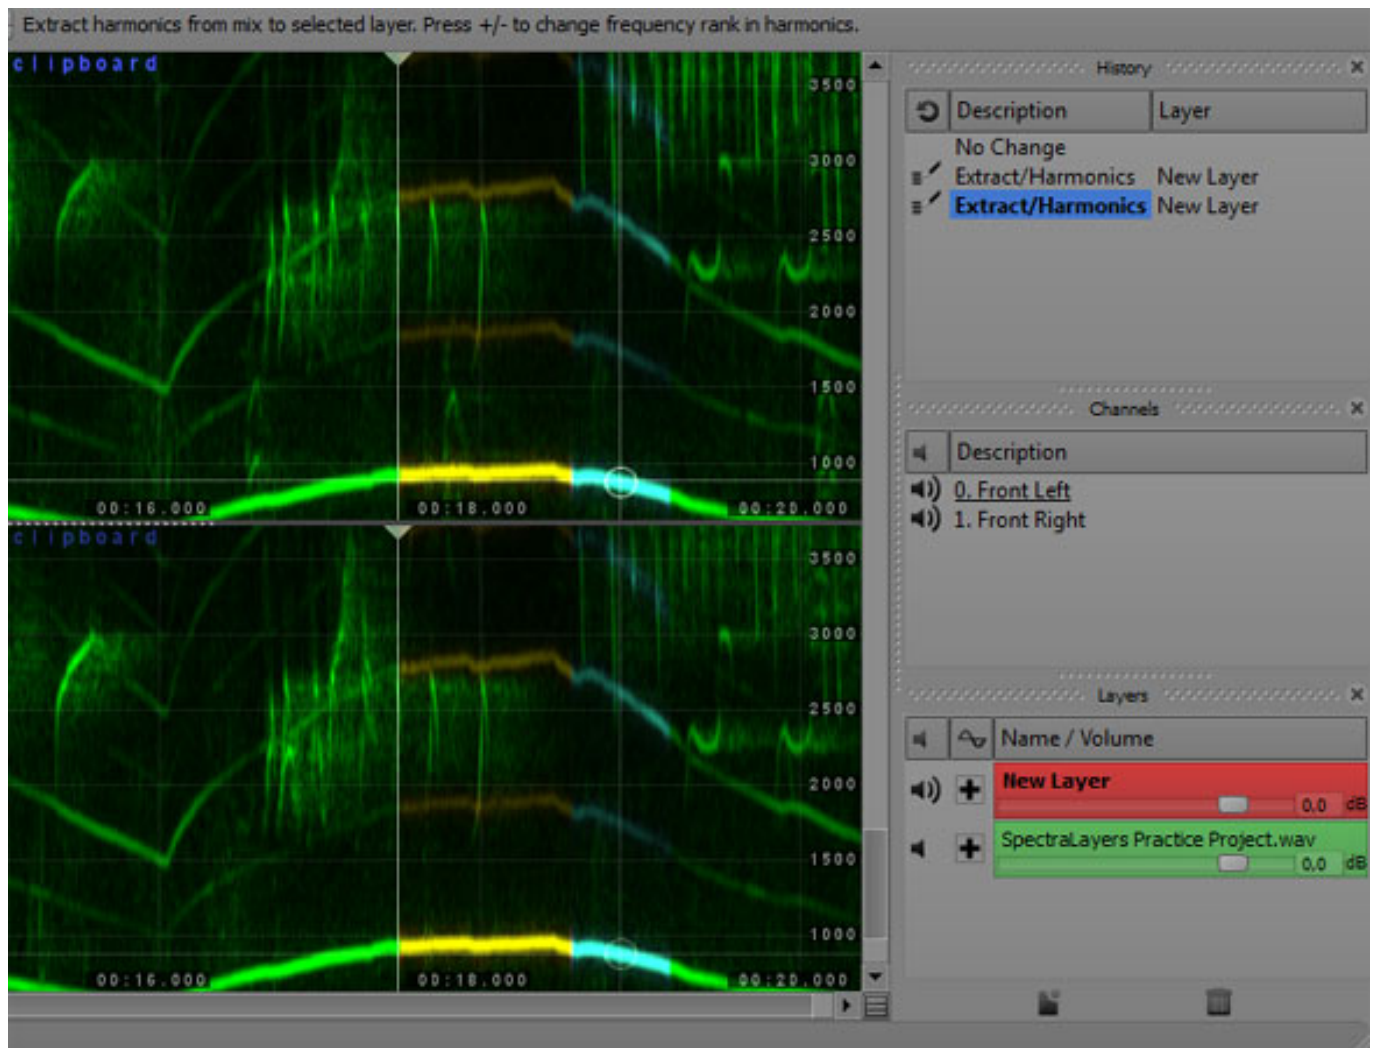 Extract harmonics from mix to selected layer. Press +/- to change frequency rank in harmonics.
clipboard
3500
3000
2500
2000
1500
1000
00:16.000
00:18.000
00:20.000
clipboard
3500
3000
2500
2000
1500
1000
00:16.000
00:18.000
00:20.000
History
Description Layer
No Change
Extract/Harmonics New Layer
Extract/Harmonics New Layer
Channels
Description
0. Front Left
1. Front Right
Layers
Name / Volume
New Layer
0,0 dB
SpectraLayers Practice Project.wav
0,0 dB